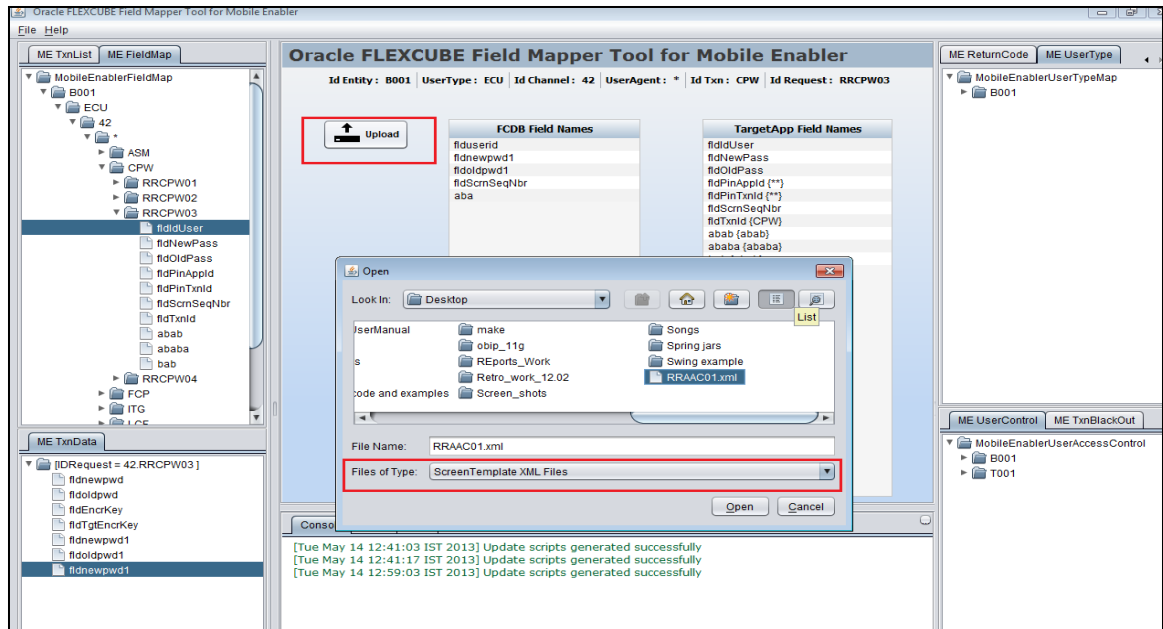 Oracle FLEXCUBE Field Mapper Tool for Mobile Enabler
File Help
ME TxnList ME FieldMap
MobileEnablerFieldMap
B001
ECU
42
*
ASM
CPW
RRCPW01
RRCPW02
RRCPW03
fldIdUser
fldNewPass
fldOldPass
fldPinAppId
fldPinTxnId
fldScrnSeqNbr
fldTxnId
abab
ababa
bab
RRCPW04
FCP
ITG
LCE
ME TxnData
[IDRequest = 42.RRCPW03 ]
fldnewpwd
fldoldpwd
fldEncrKey
fldTgtEncrKey
fldnewpwd1
fldoldpwd1
fldnewpwd1
Oracle FLEXCUBE Field Mapper Tool for Mobile Enabler
Id Entity : B001 UserType : ECU Id Channel : 42 UserAgent : * Id Txn : CPW Id Request : RRCPW03
Upload
FCDB Field Names
flduserid
fldnewpwd1
fldoldpwd1
fldScrnSeqNbr
aba
TargetApp Field Names
fldIdUser
fldNewPass
fldOldPass
fldPinAppId {**}
fldPinTxnId {**}
fldScrnSeqNbr
fldTxnId {CPW}
abab {abab}
ababa {ababa}
Open
Look In: Desktop
List
UserManual
s
code and examples
make
obip_11g
REports_Work
Retro_work_12.02
Screen_shots
Songs
Spring jars
Swing example
RRAAC01.xml
File Name: RRAAC01.xml
Files of Type: ScreenTemplate XML Files
Open Cancel
Conso
[Tue May 14 12:41:03 IST 2013] Update scripts generated successfully
[Tue May 14 12:41:17 IST 2013] Update scripts generated successfully
[Tue May 14 12:59:03 IST 2013] Update scripts generated successfully
ME ReturnCode ME UserType
MobileEnablerUserTypeMap
B001
ME UserControl ME TxnBlackOut
MobileEnablerUserAccessControl
B001
T001